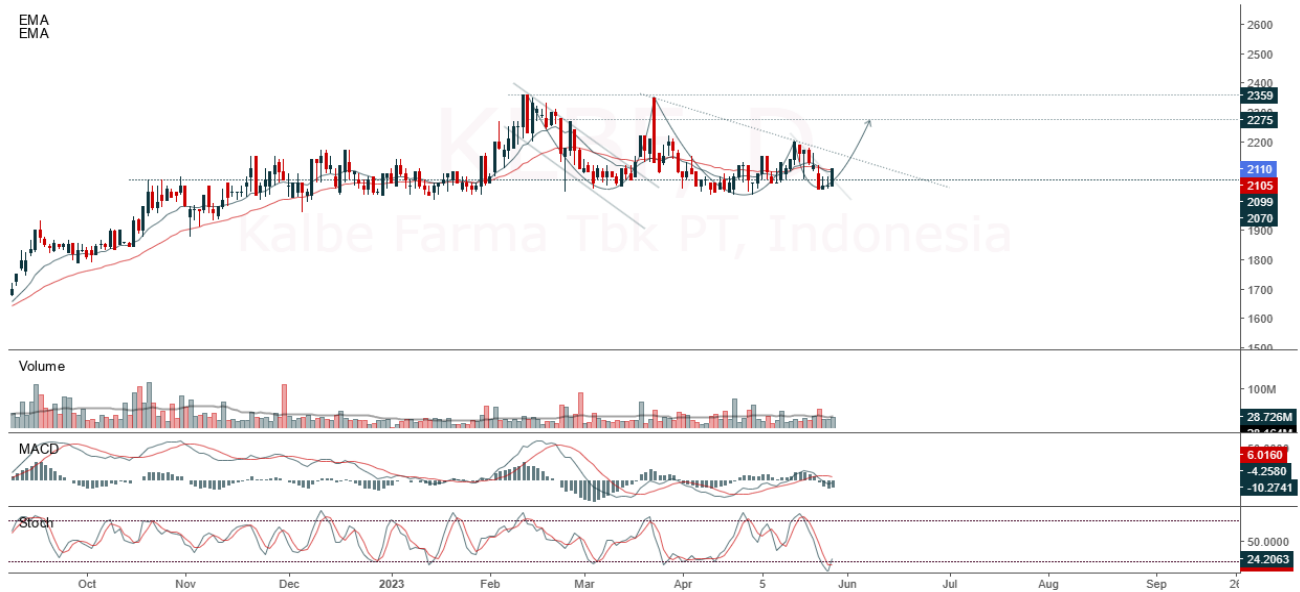 EMA
EMA
KLBF, D
Kalbe Farma Tbk PT, Indonesia
2600
2500
2400
2359
2275
2200
2110
2105
2099
2070
1900
1800
1700
1600
1500
Volume
100M
28.726M
MACD
6.0160
-4.2580
-10.2741
Stoch
50.0000
24.2063
Oct Nov Dec 2023 Feb Mar Apr 5 Jun Jul Aug Sep 26